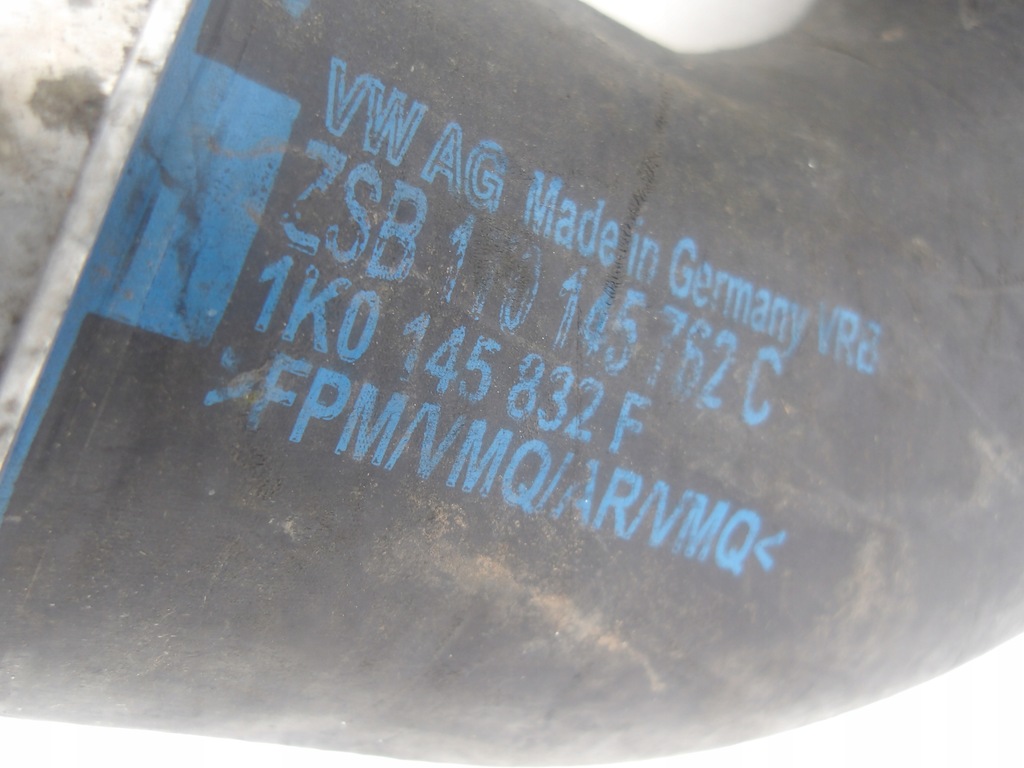 VW AG Made in Germany
ZSB 145 762 C
1K0 145 832 F
>FPM/VMQ/AR/VMQ<